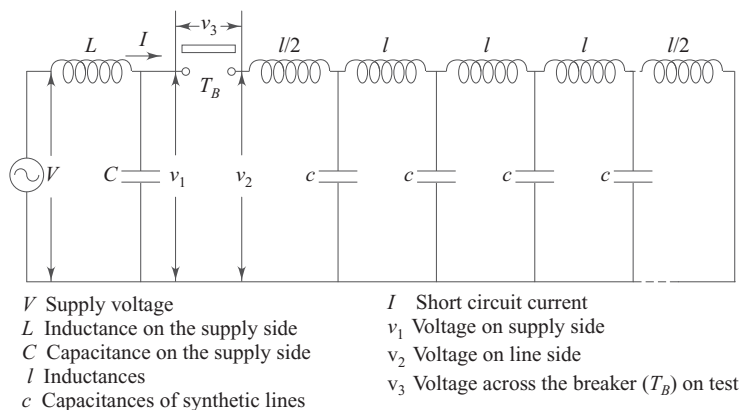 v₃
L I l/2 l l l l/2
T_B
V C v₁ v₂ c c c c
V Supply voltage
L Inductance on the supply side
C Capacitance on the supply side
l Inductances
c Capacitances of synthetic lines
I Short circuit current
v₁ Voltage on supply side
v₂ Voltage on line side
v₃ Voltage across the breaker (T_B) on test